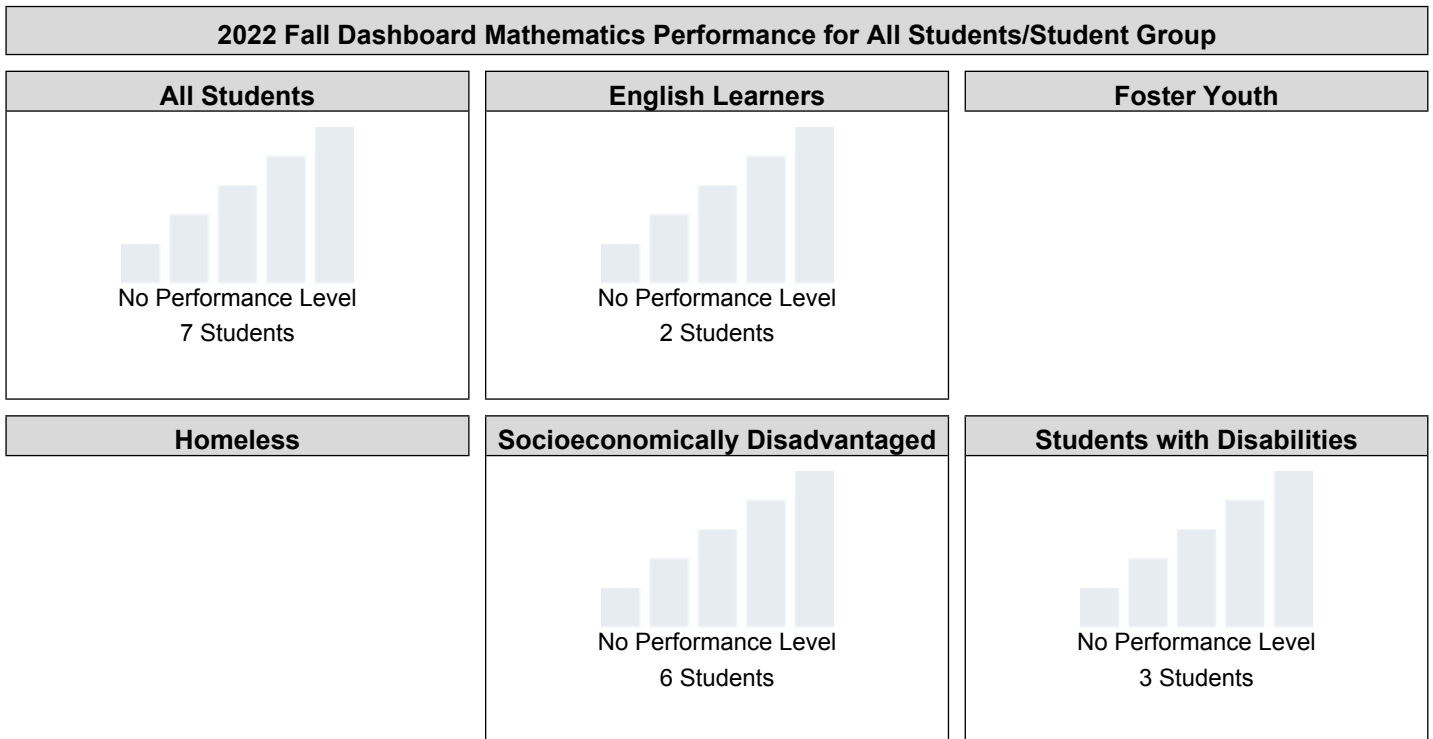 2022 Fall Dashboard Mathematics Performance for All Students/Student Group
All Students
No Performance Level
7 Students
English Learners
No Performance Level
2 Students
Foster Youth
Homeless
Socioeconomically Disadvantaged
No Performance Level
6 Students
Students with Disabilities
No Performance Level
3 Students